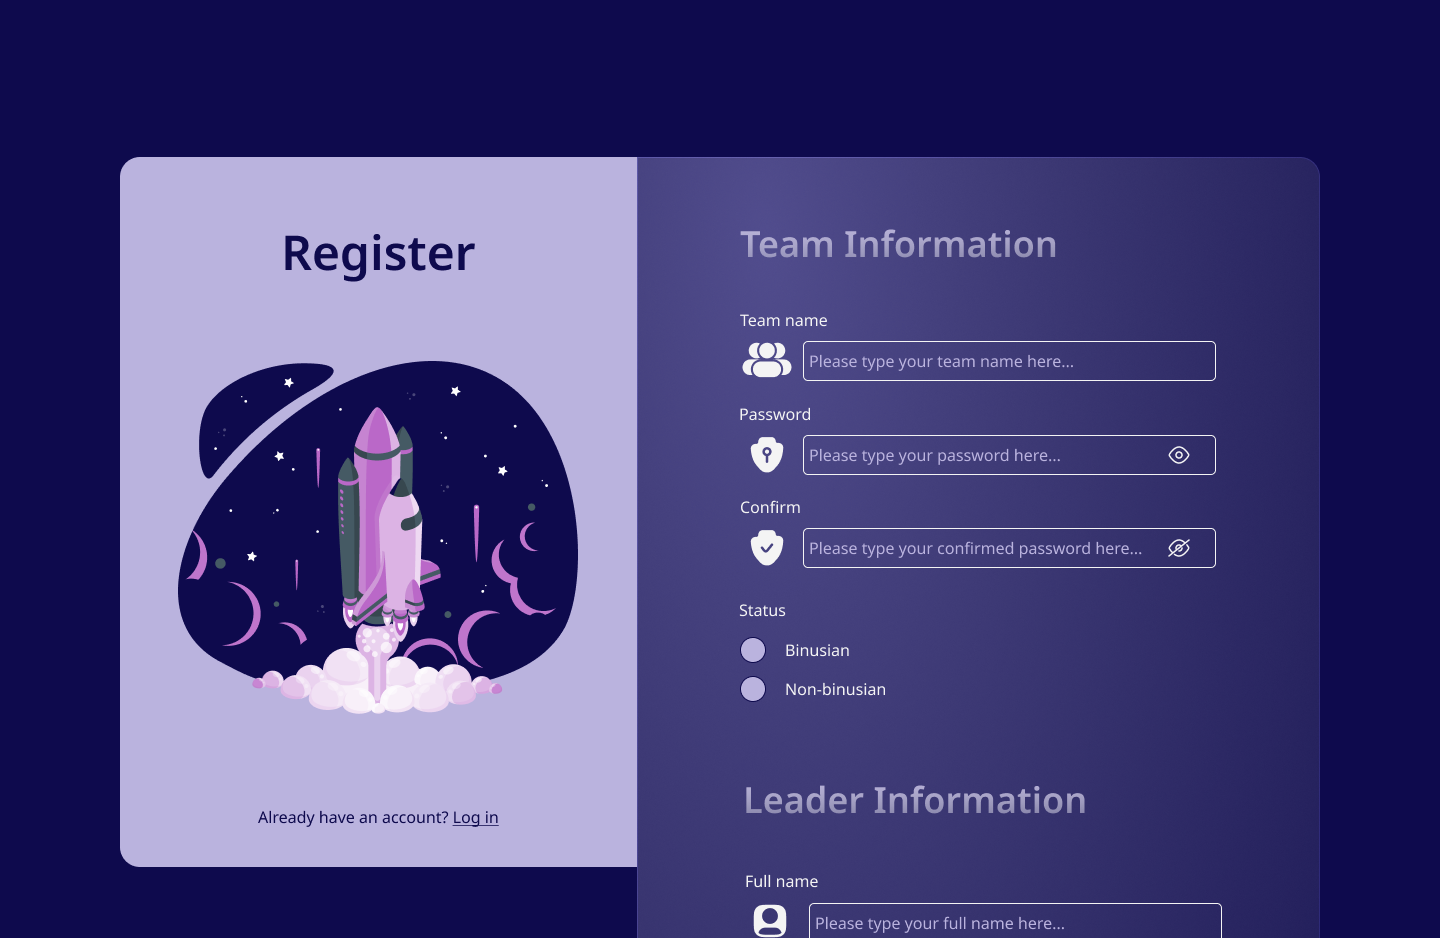 Register
Already have an account? Log in
Team Information
Team name
Please type your team name here...
Password
Please type your password here...
Confirm
Please type your confirmed password here...
Status
Binusian
Non-binusian
Leader Information
Full name
Please type your full name here...